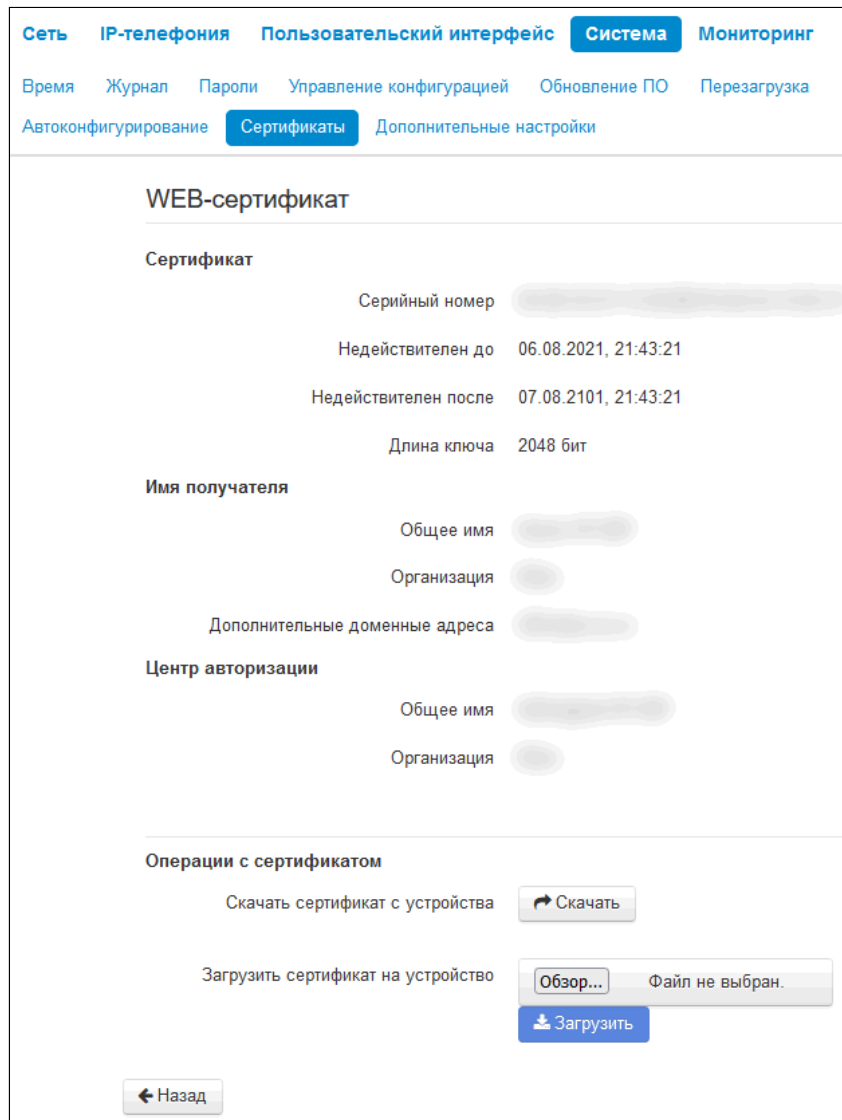 Сеть IP-телефония Пользовательский интерфейс Система Мониторинг
Время Журнал Пароли Управление конфигурацией Обновление ПО Перезагрузка
Автоконфигурирование Сертификаты Дополнительные настройки
WEB-сертификат
Сертификат
Серийный номер
Недействителен до 06.08.2021, 21:43:21
Недействителен после 07.08.2101, 21:43:21
Длина ключа 2048 бит
Имя получателя
Общее имя
Организация
Дополнительные доменные адреса
Центр авторизации
Общее имя
Организация
Операции с сертификатом
Скачать сертификат с устройства Скачать
Загрузить сертификат на устройство Обзор... Файл не выбран.
Загрузить
Назад